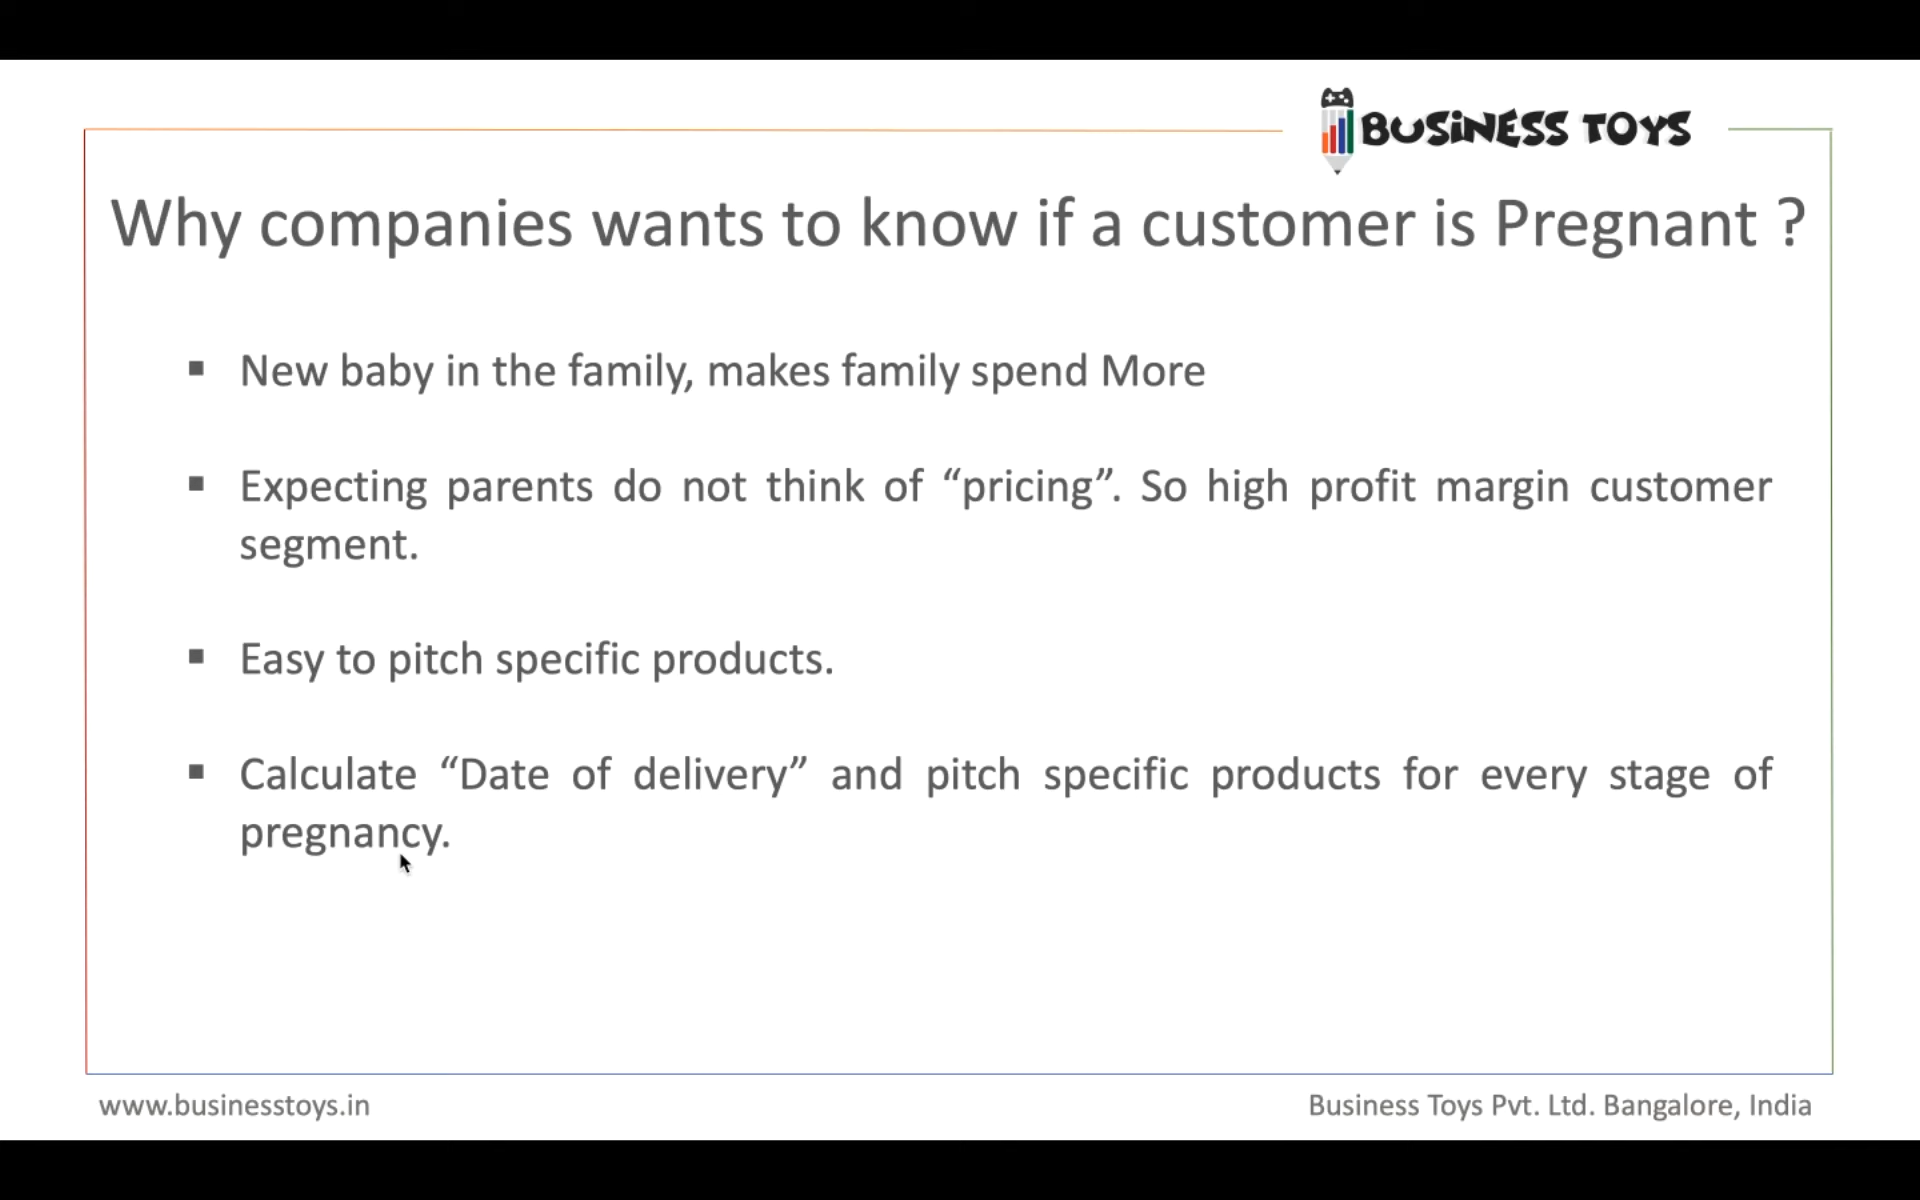 BUSINESS TOYS
Why companies wants to know if a customer is Pregnant ?
▪ New baby in the family, makes family spend More
▪ Expecting parents do not think of “pricing”. So high profit margin customer
segment.
▪ Easy to pitch specific products.
▪ Calculate “Date of delivery” and pitch specific products for every stage of
pregnancy.
www.businesstoys.in
Business Toys Pvt. Ltd. Bangalore, India